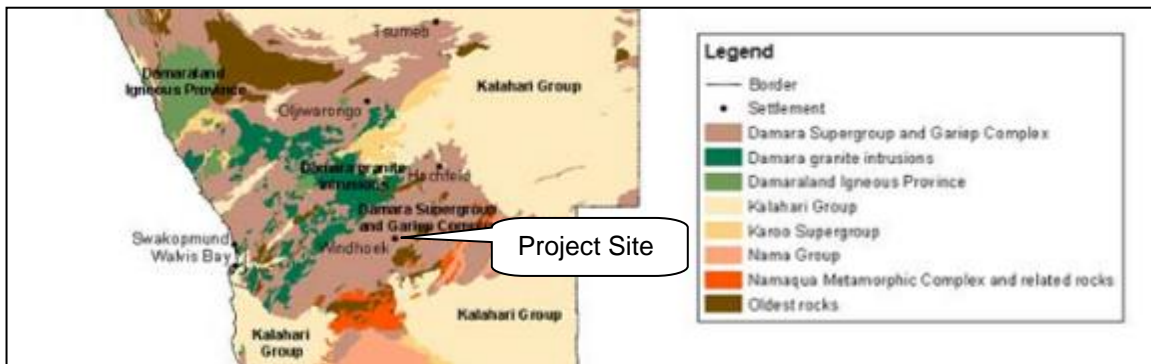 Tsumeb
Damaraland
Igneous Province
Kalahari Group
Otjiwarongo
Damara granite
intrusions
Hochfeld
Damara Supergroup
and Gariep Complex
Windhoek
Swakopmund
Walvis Bay
Project Site
Kalahari
Group
Kalahari Group
Legend
Border
Settlement
Damara Supergroup and Gariep Complex
Damara granite intrusions
Damaraland Igneous Province
Kalahari Group
Karoo Supergroup
Nama Group
Namaqua Metamorphic Complex and related rocks
Oldest rocks